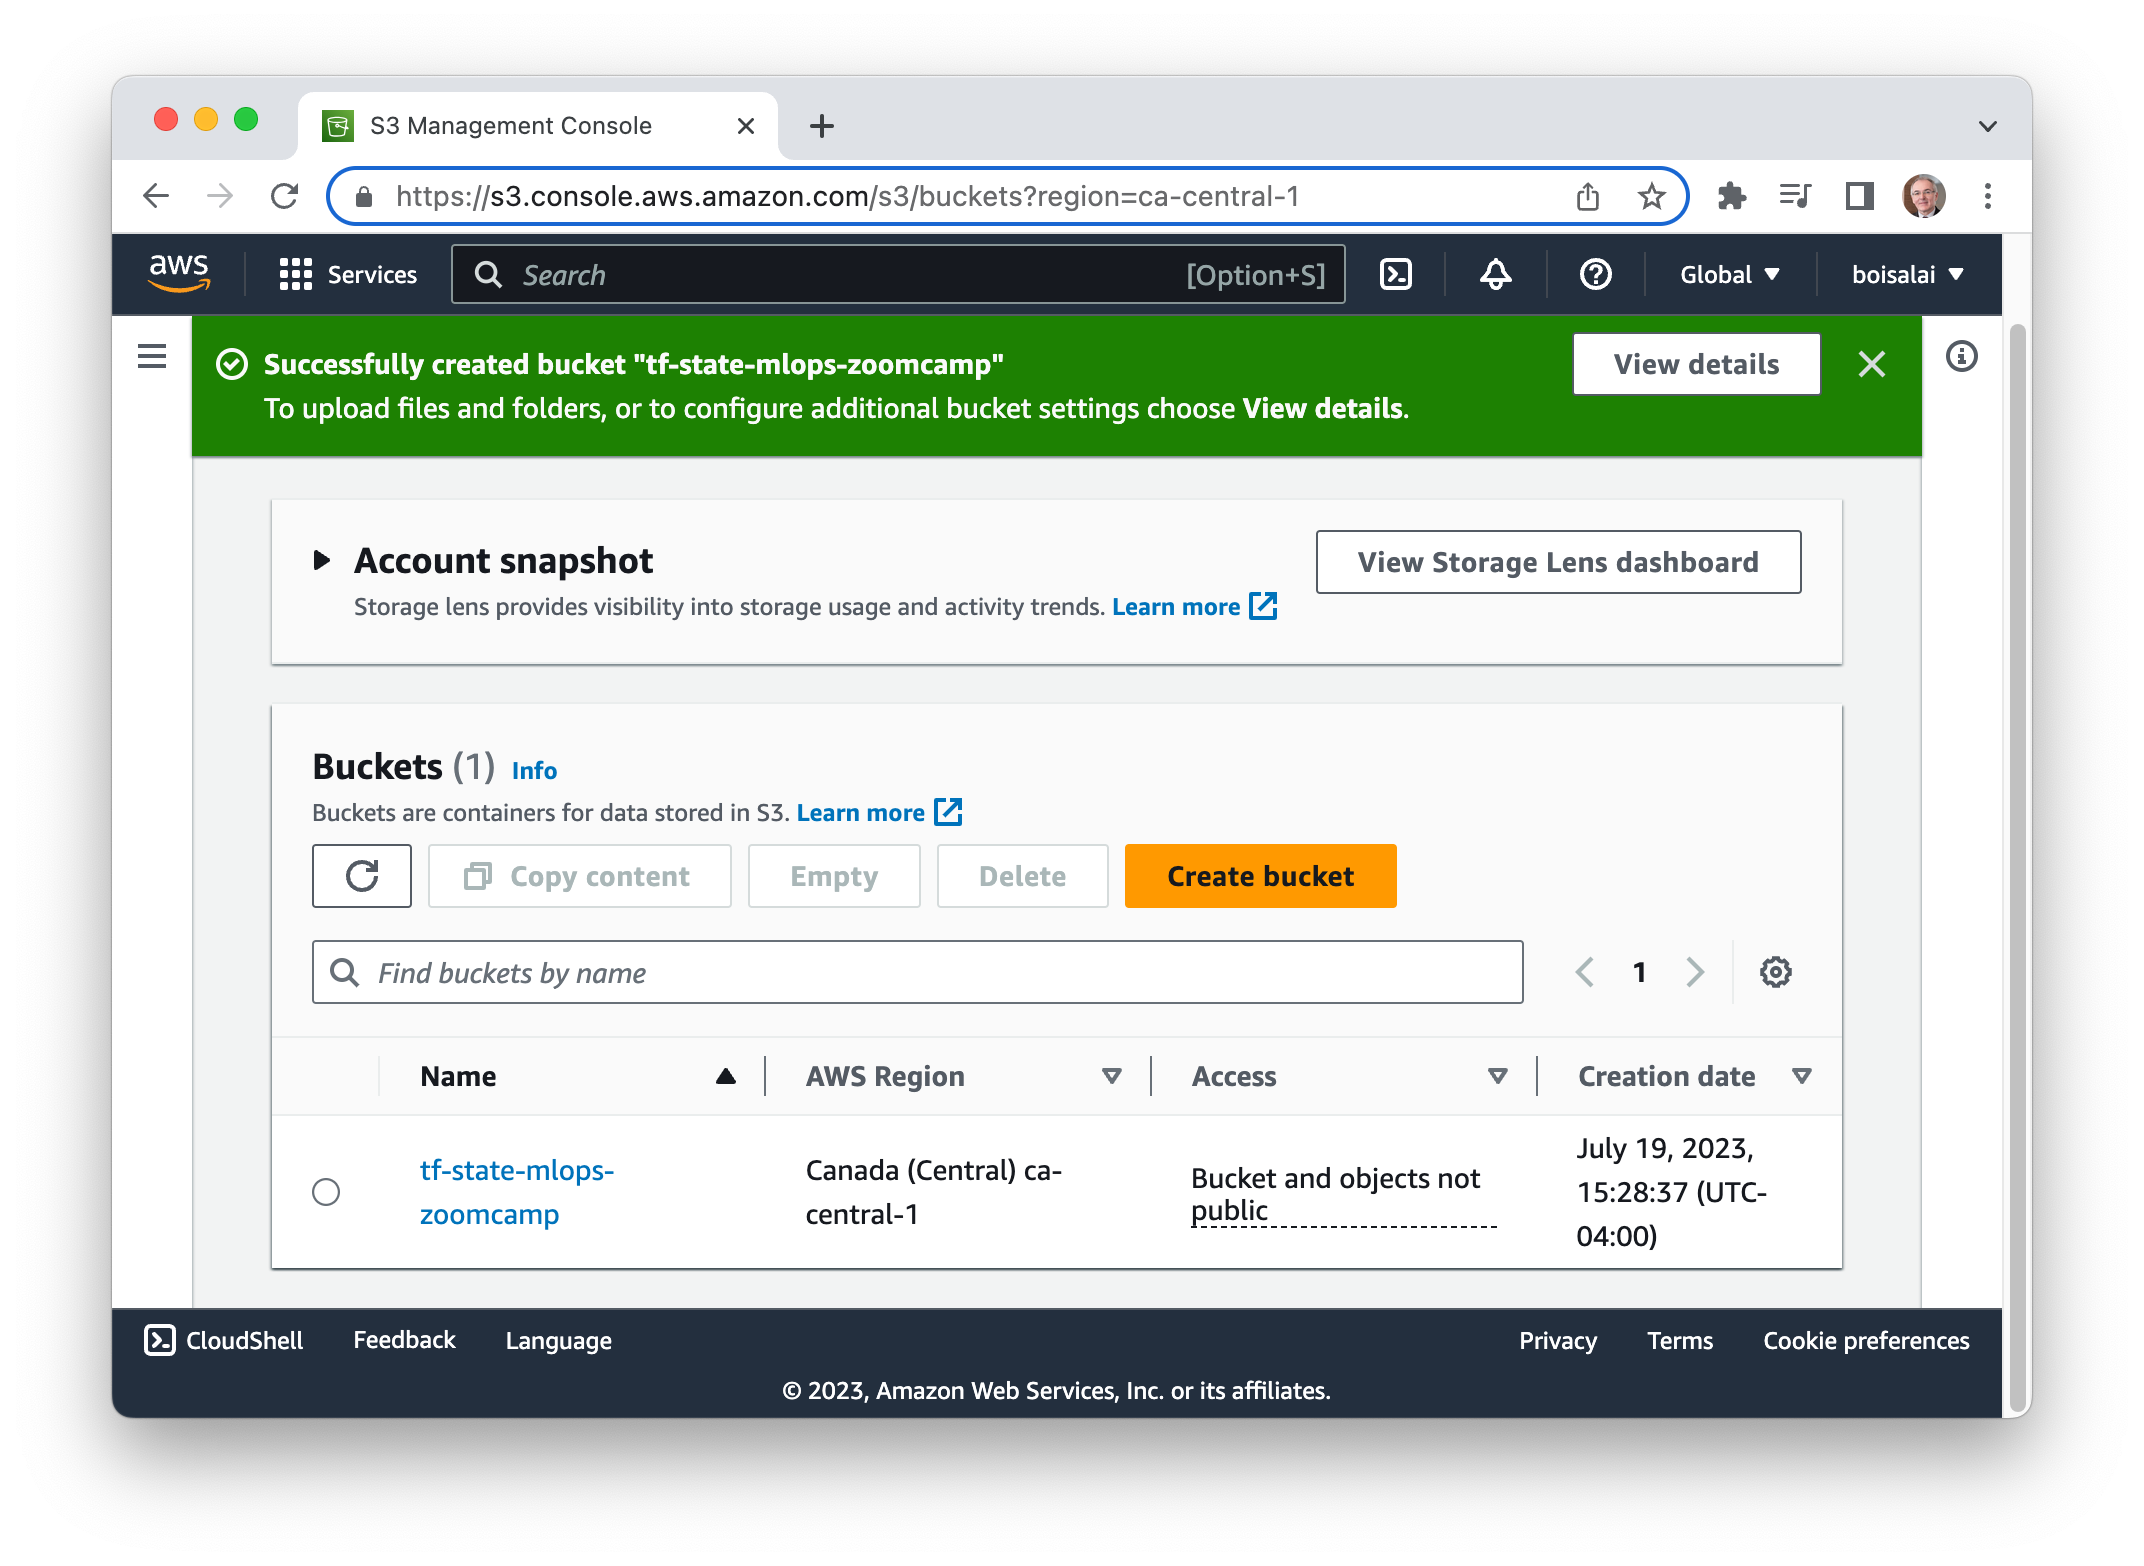 S3 Management Console
https://s3.console.aws.amazon.com/s3/buckets?region=ca-central-1
aws
Services
Search
[Option+S]
Global
boisalai
Successfully created bucket "tf-state-mlops-zoomcamp"
To upload files and folders, or to configure additional bucket settings choose View details.
View details
Account snapshot
Storage lens provides visibility into storage usage and activity trends. Learn more
View Storage Lens dashboard
Buckets (1) Info
Buckets are containers for data stored in S3. Learn more
Copy content
Empty
Delete
Create bucket
Find buckets by name
1
Name
AWS Region
Access
Creation date
tf-state-mlops-
zoomcamp
Canada (Central) ca-
central-1
Bucket and objects not
public
July 19, 2023,
15:28:37 (UTC-
04:00)
CloudShell
Feedback
Language
Privacy
Terms
Cookie preferences
© 2023, Amazon Web Services, Inc. or its affiliates.